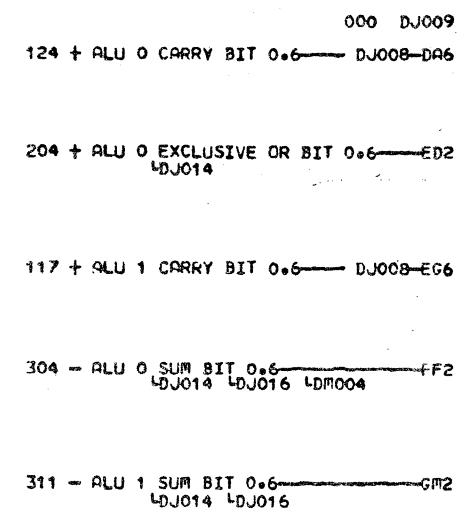 000 DJ009
124 + ALU 0 CARRY BIT 0.6 DJ008 DA6
204 + ALU 0 EXCLUSIVE OR BIT 0.6 ED2
DJ014
117 + ALU 1 CARRY BIT 0.6 DJ008 EG6
304 - ALU 0 SUM BIT 0.6 FF2
DJ014 DJ016 DM004
311 - ALU 1 SUM BIT 0.6 GM2
DJ014 DJ016